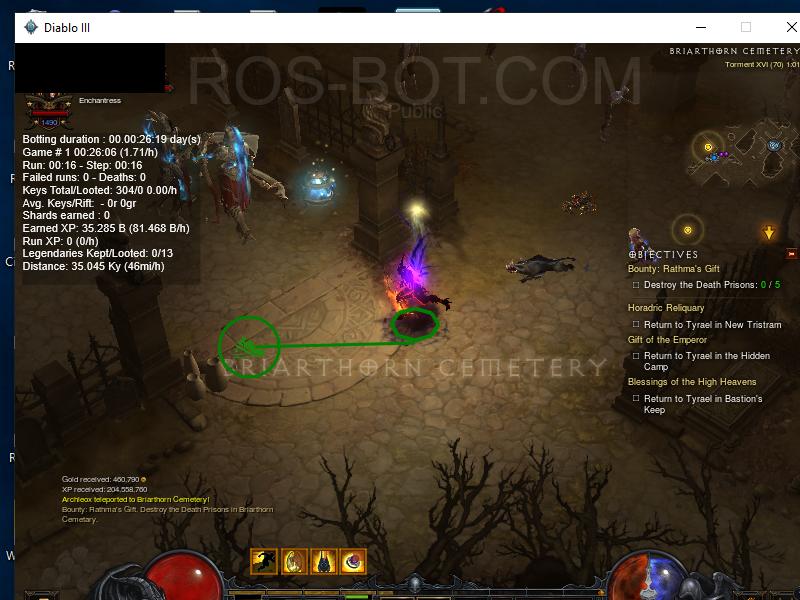 Diablo III
ROS-BOT.COM
Public
BRIARTHORN CEMETERY
Torment XVI (70) 1:01
Enchantress
1490
Botting duration : 00.00:26:19 day(s)
Game # 1 00:26:06 (1.71/h)
Run: 00:16 - Step: 00:16
Failed runs: 0 - Deaths: 0
Keys Total/Looted: 304/0 0.00/h
Avg. Keys/Rift:  - 0r 0gr
Shards earned : 0
Earned XP: 35.285 B (81.468 B/h)
Run XP: 0 (0/h)
Legendaries Kept/Looted: 0/13
Distance: 35.045 Ky (46mi/h)
OBJECTIVES
Bounty: Rathma's Gift
Destroy the Death Prisons: 0 / 5
Horadric Reliquary
Return to Tyrael in New Tristram
Gift of the Emperor
Return to Tyrael in the Hidden
Camp
Blessings of the High Heavens
Return to Tyrael in Bastion's
Keep
BRIARTHORN CEMETERY
Gold received: 460,790
XP received: 204,558,760
Archleox teleported to Briarthorn Cemetery!
Bounty: Rathma's Gift. Destroy the Death Prisons in Briarthorn
Cemetary.